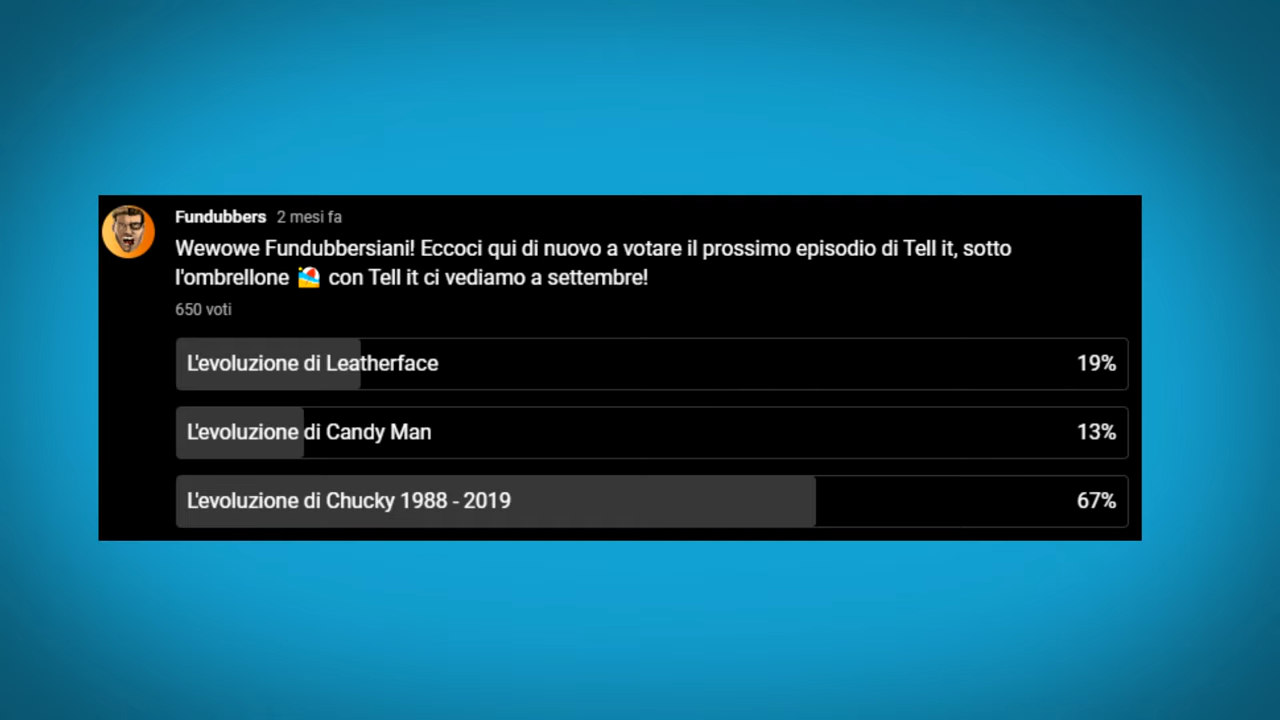 Fundubbers 2 mesi fa
Wewowe Fundubbersiani! Eccoci qui di nuovo a votare il prossimo episodio di Tell it, sotto
l'ombrellone 🏖️ con Tell it ci vediamo a settembre!
650 voti
L'evoluzione di Leatherface 19%
L'evoluzione di Candy Man 13%
L'evoluzione di Chucky 1988 - 2019 67%